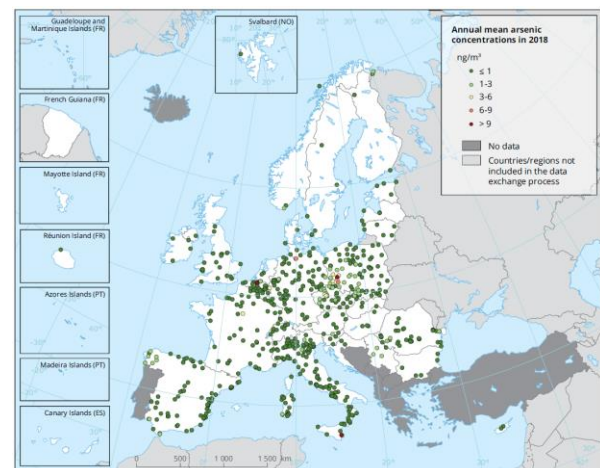 Guadeloupe and
Martinique Islands (FR)
French Guiana (FR)
Mayotte Island (FR)
Réunion Island (FR)
Azores Islands (PT)
Madeira Islands (PT)
Canary Islands (ES)
Svalbard (NO)
Annual mean arsenic
concentrations in 2018
ng/m³
≤ 1
1-3
3-6
6-9
> 9
No data
Countries/regions not
included in the data
exchange process
0 500 1 000 1 500 km